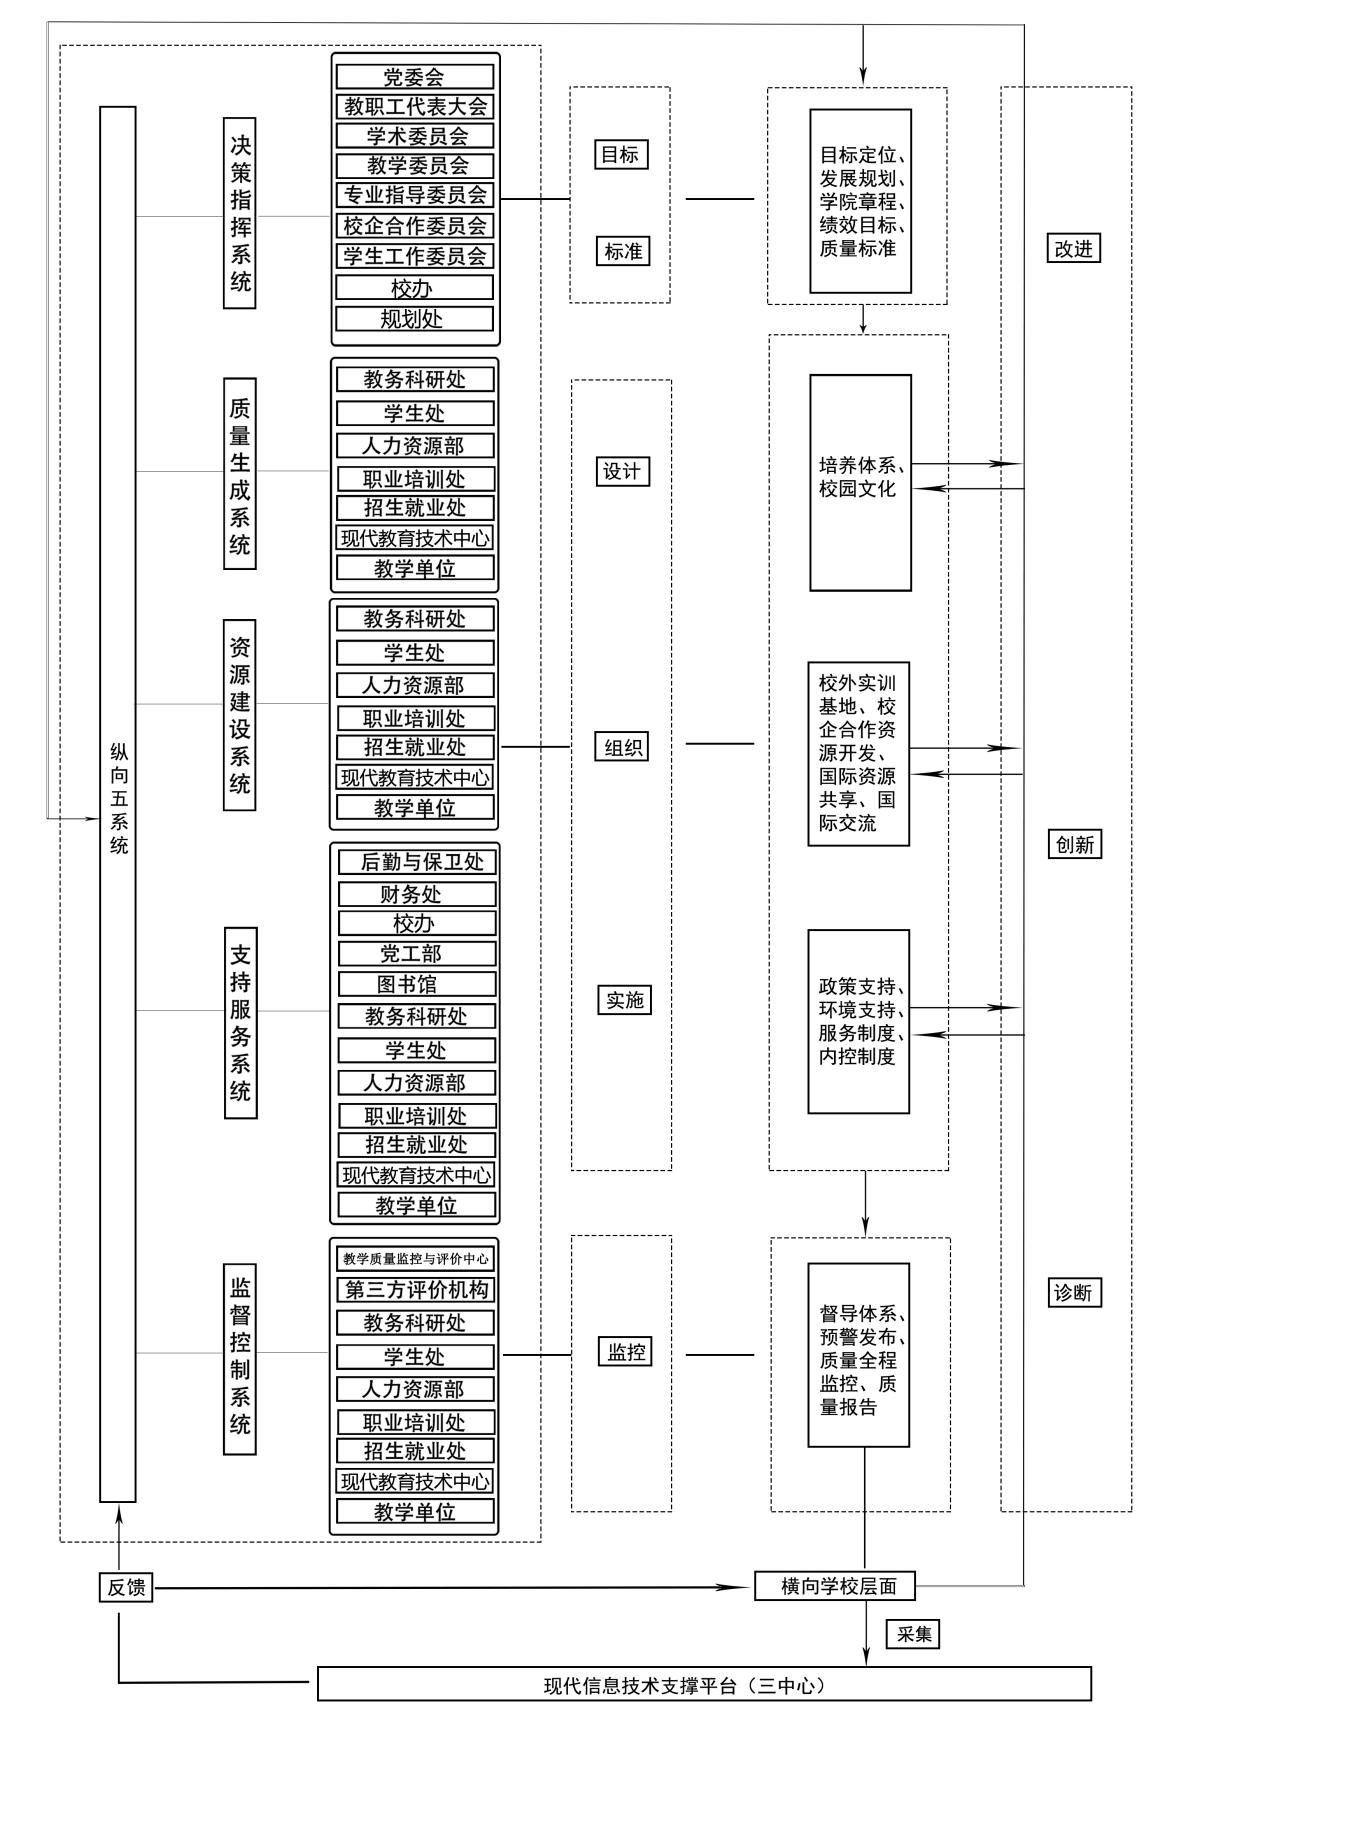 纵向五系统
决策指挥系统
党委会
教职工代表大会
学术委员会
教学委员会
专业指导委员会
校企合作委员会
学生工作委员会
校办
规划处
质量生成系统
教务科研处
学生处
人力资源部
职业培训处
招生就业处
现代教育技术中心
教学单位
资源建设系统
教务科研处
学生处
人力资源部
职业培训处
招生就业处
现代教育技术中心
教学单位
支持服务系统
后勤与保卫处
财务处
校办
党工部
图书馆
教务科研处
学生处
人力资源部
职业培训处
招生就业处
现代教育技术中心
教学单位
监督控制系统
教学质量监控与评价中心
第三方评价机构
教务科研处
学生处
人力资源部
职业培训处
招生就业处
现代教育技术中心
教学单位
目标
标准
设计
组织
实施
监控
目标定位、
发展规划、
学院章程、
绩效目标、
质量标准
培养体系、
校园文化
校外实训
基地、校
企合作资
源开发、
国际资源
共享、国
际交流
政策支持、
环境支持、
服务制度、
内控制度
督导体系、
预警发布、
质量全程
监控、质
量报告
改进
创新
诊断
反馈
横向学校层面
采集
现代信息技术支撑平台（三中心）